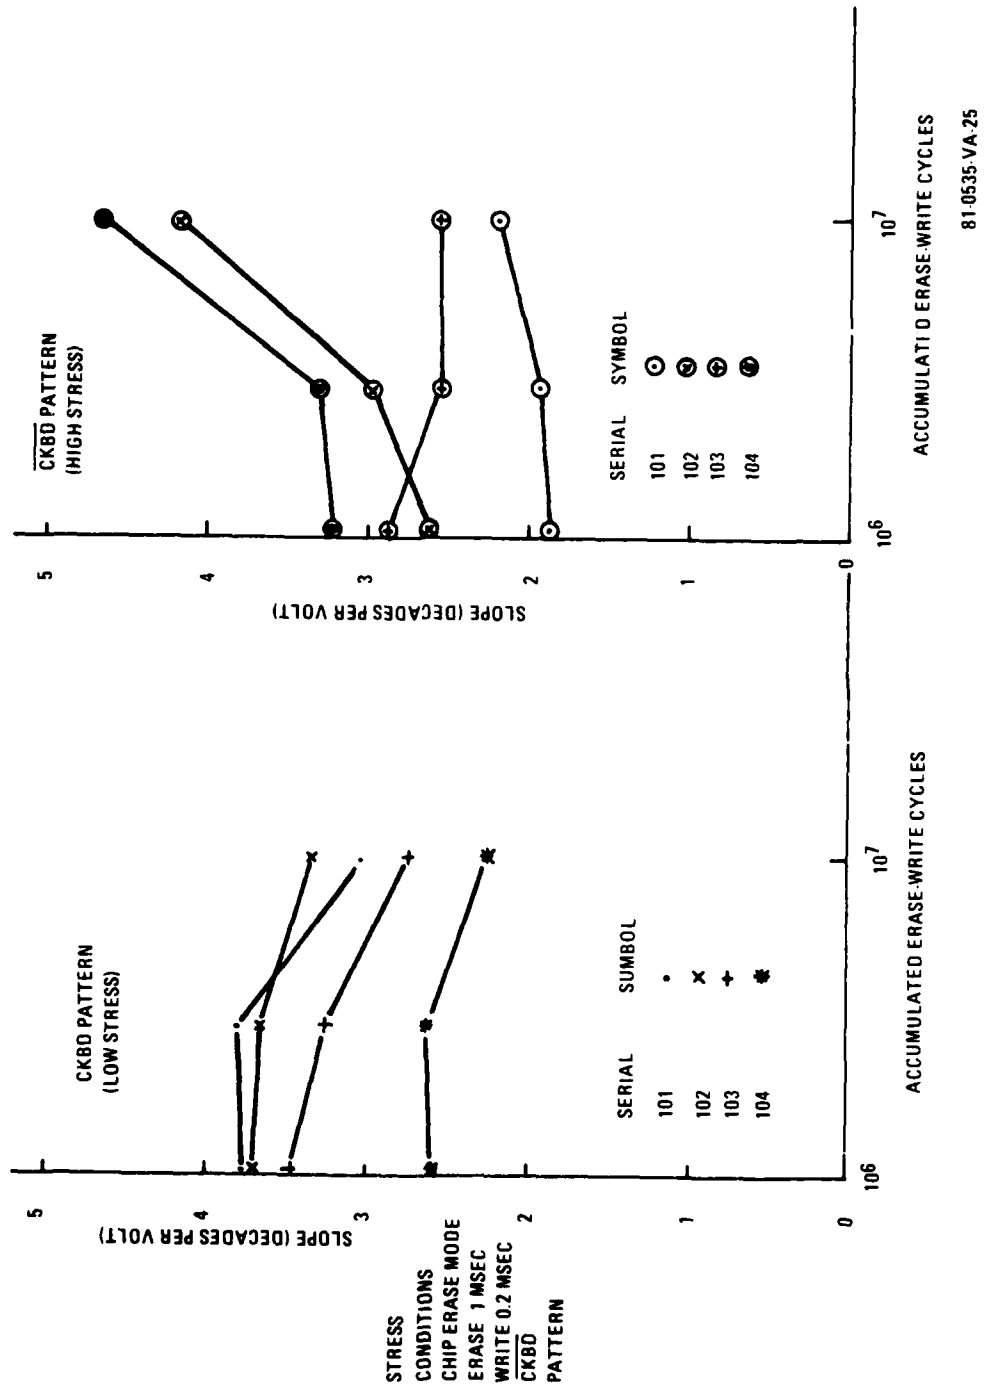 CKBD PATTERN
(LOW STRESS)
SLOPE (DECADES PER VOLT)
5
4
3
2
1
0
STRESS
CONDITIONS
CHIP ERASE MODE
ERASE 1 MSEC
WRITE 0.2 MSEC
C̅K̅B̅D̅
PATTERN
SERIAL SUMBOL
101 ·
102 ×
103 +
104 ✳
10⁶ 10⁷
ACCUMULATED ERASE-WRITE CYCLES
C̅K̅B̅D̅ PATTERN
(HIGH STRESS)
SLOPE (DECADES PER VOLT)
5
4
3
2
1
0
SERIAL SYMBOL
101
102
103
104
10⁶ 10⁷
ACCUMULATI D ERASE-WRITE CYCLES
81-0535-VA-25